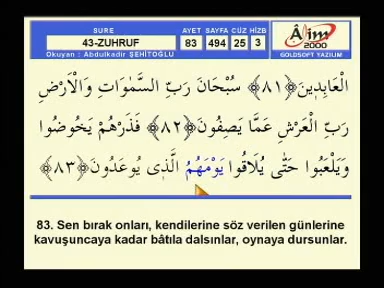 SURE AYET SAYFA CÜZ HİZB
43-ZUHRUF 83 494 25 3
Okuyan : Abdulkadir ŞEHİTOĞLU
Âlim
2000
GOLDSOFT YAZILIM
الْعَابِدِينَ ﴿٨١﴾ سُبْحَانَ رَبِّ السَّمٰوَاتِ وَالْاَرْضِ
رَبِّ الْعَرْشِ عَمَّا يَصِفُونَ ﴿٨٢﴾ فَذَرْهُمْ يَخُوضُوا
وَيَلْعَبُوا حَتّٰى يُلَاقُوا يَوْمَهُمُ الَّذ۪ى يُوعَدُونَ ﴿٨٣﴾
83. Sen bırak onları, kendilerine söz verilen günlerine
kavuşuncaya kadar bâtıla dalsınlar, oynaya dursunlar.